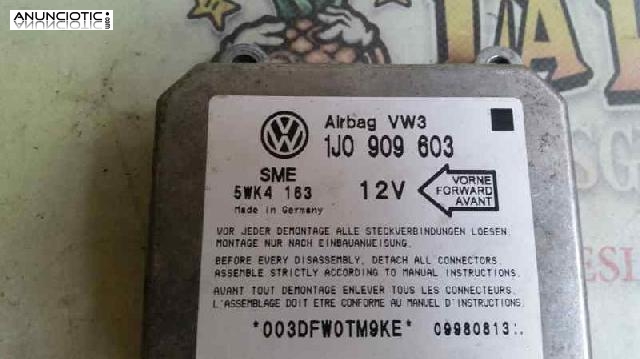 ANUNCIOTIC.es
Airbag VW3
1J0 909 603
SME
5WK4 163
12V
VORNE
FORWARD
AVANT
Made in Germany
VOR JEDER DEMONTAGE ALLE STECKVERBINDUNGEN LOESEN.
MONTAGE NUR NACH EINBAUANWEISUNG.
BEFORE EVERY DISASSEMBLY, DETACH ALL CONNECTORS.
ASSEMBLE STRICTLY ACCORDING TO MANUAL INSTRUCTIONS.
AVANT TOUT DEMONTAGE ENLEVER TOUS LES CONNECTEURS.
L'ASSEMBLAGE DOIT ETRE CONFORME AU MANUEL D'INSTRUCTIONS.
*003DFW0TM9KE* 09980813